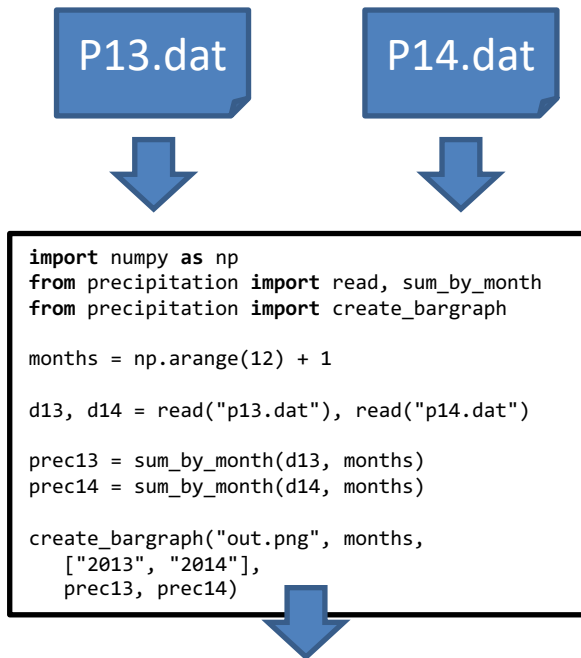 P13.dat P14.dat
import numpy as np
from precipitation import read, sum_by_month
from precipitation import create_bargraph
months = np.arange(12) + 1
d13, d14 = read("p13.dat"), read("p14.dat")
prec13 = sum_by_month(d13, months)
prec14 = sum_by_month(d14, months)
create_bargraph("out.png", months,
["2013", "2014"],
prec13, prec14)